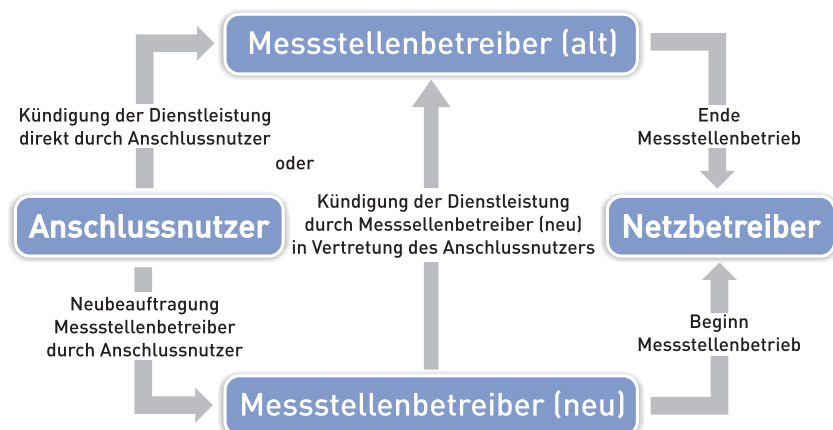 Messstellenbetreiber (alt)
Kündigung der Dienstleistung
direkt durch Anschlussnutzer
oder
Ende
Messstellenbetrieb
Anschlussnutzer
Kündigung der Dienstleistung
durch Messsellenbetreiber (neu)
in Vertretung des Anschlussnutzers
Netzbetreiber
Neubeauftragung
Messstellenbetreiber
durch Anschlussnutzer
Beginn
Messstellenbetrieb
Messstellenbetreiber (neu)